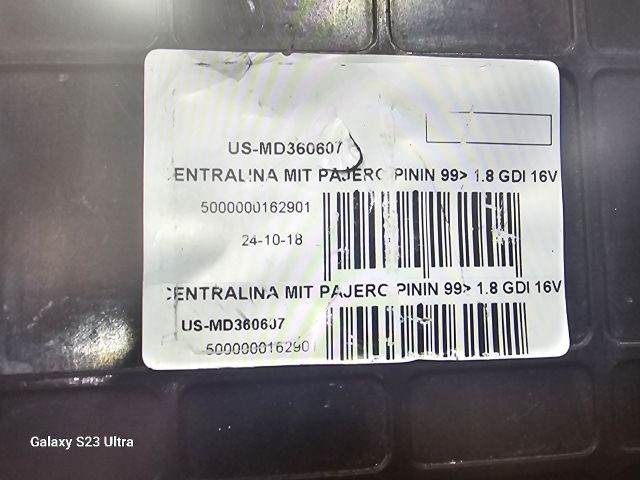 US-MD360607
CENTRALINA MIT PAJERO PININ 99> 1.8 GDI 16V
5000000162901
24-10-18
CENTRALINA MIT PAJERO PININ 99> 1.8 GDI 16V
US-MD360607
5000000162901
Galaxy S23 Ultra